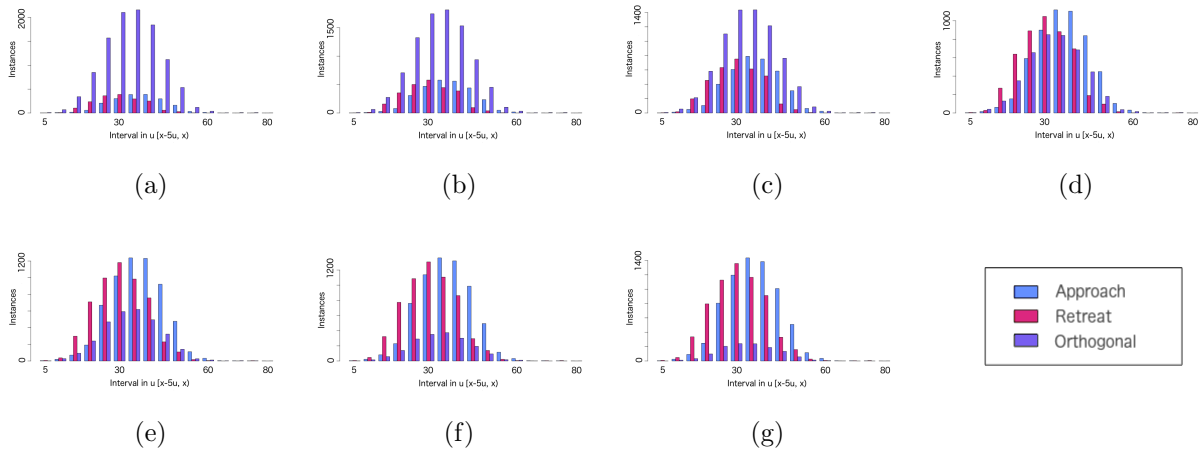 2000
0
Instances
5 30 60 80
Interval in u [x-5u, x)
(a)
1500
0
Instances
5 30 60 80
Interval in u [x-5u, x)
(b)
1400
0
Instances
5 30 60 80
Interval in u [x-5u, x)
(c)
1000
0
Instances
5 30 60 80
Interval in u [x-5u, x)
(d)
1200
0
Instances
5 30 60 80
Interval in u [x-5u, x)
(e)
1200
0
Instances
5 30 60 80
Interval in u [x-5u, x)
(f)
1400
0
Instances
5 30 60 80
Interval in u [x-5u, x)
(g)
Approach
Retreat
Orthogonal